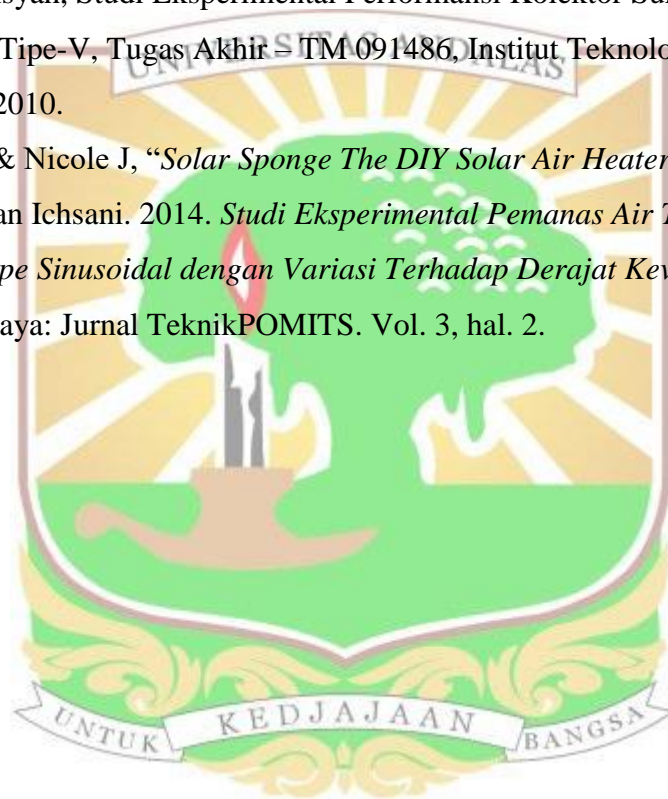 Tipe-V, Tugas Akhir – TM 091486, Institut Teknolo
UNIVERSITAS ANDALAS
2010.
& Nicole J, “Solar Sponge The DIY Solar Air Heater
an Ichsani. 2014. Studi Eksperimental Pemanas Air T
pe Sinusoidal dengan Variasi Terhadap Derajat Kev
aya: Jurnal TeknikPOMITS. Vol. 3, hal. 2.
UNTUK KEDJAJAAN BANGSA